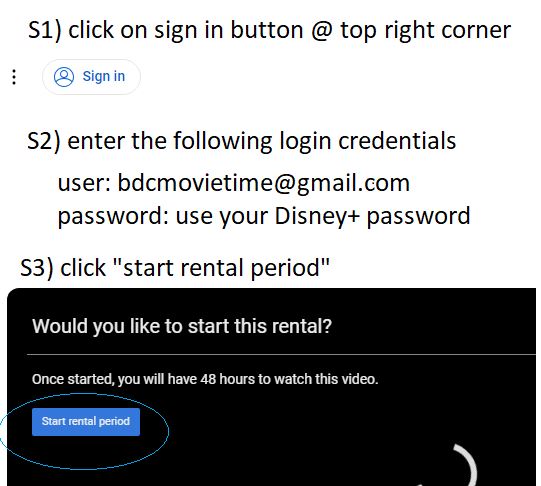 S1) click on sign in button @ top right corner
Sign in
S2) enter the following login credentials
user: bdcmovietime@gmail.com
password: use your Disney+ password
S3) click "start rental period"
Would you like to start this rental?
Once started, you will have 48 hours to watch this video.
Start rental period